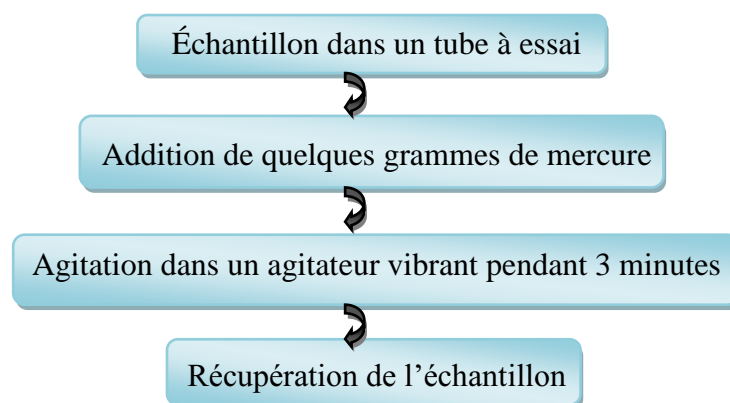 Échantillon dans un tube à essai
Addition de quelques grammes de mercure
Agitation dans un agitateur vibrant pendant 3 minutes
Récupération de l’échantillon